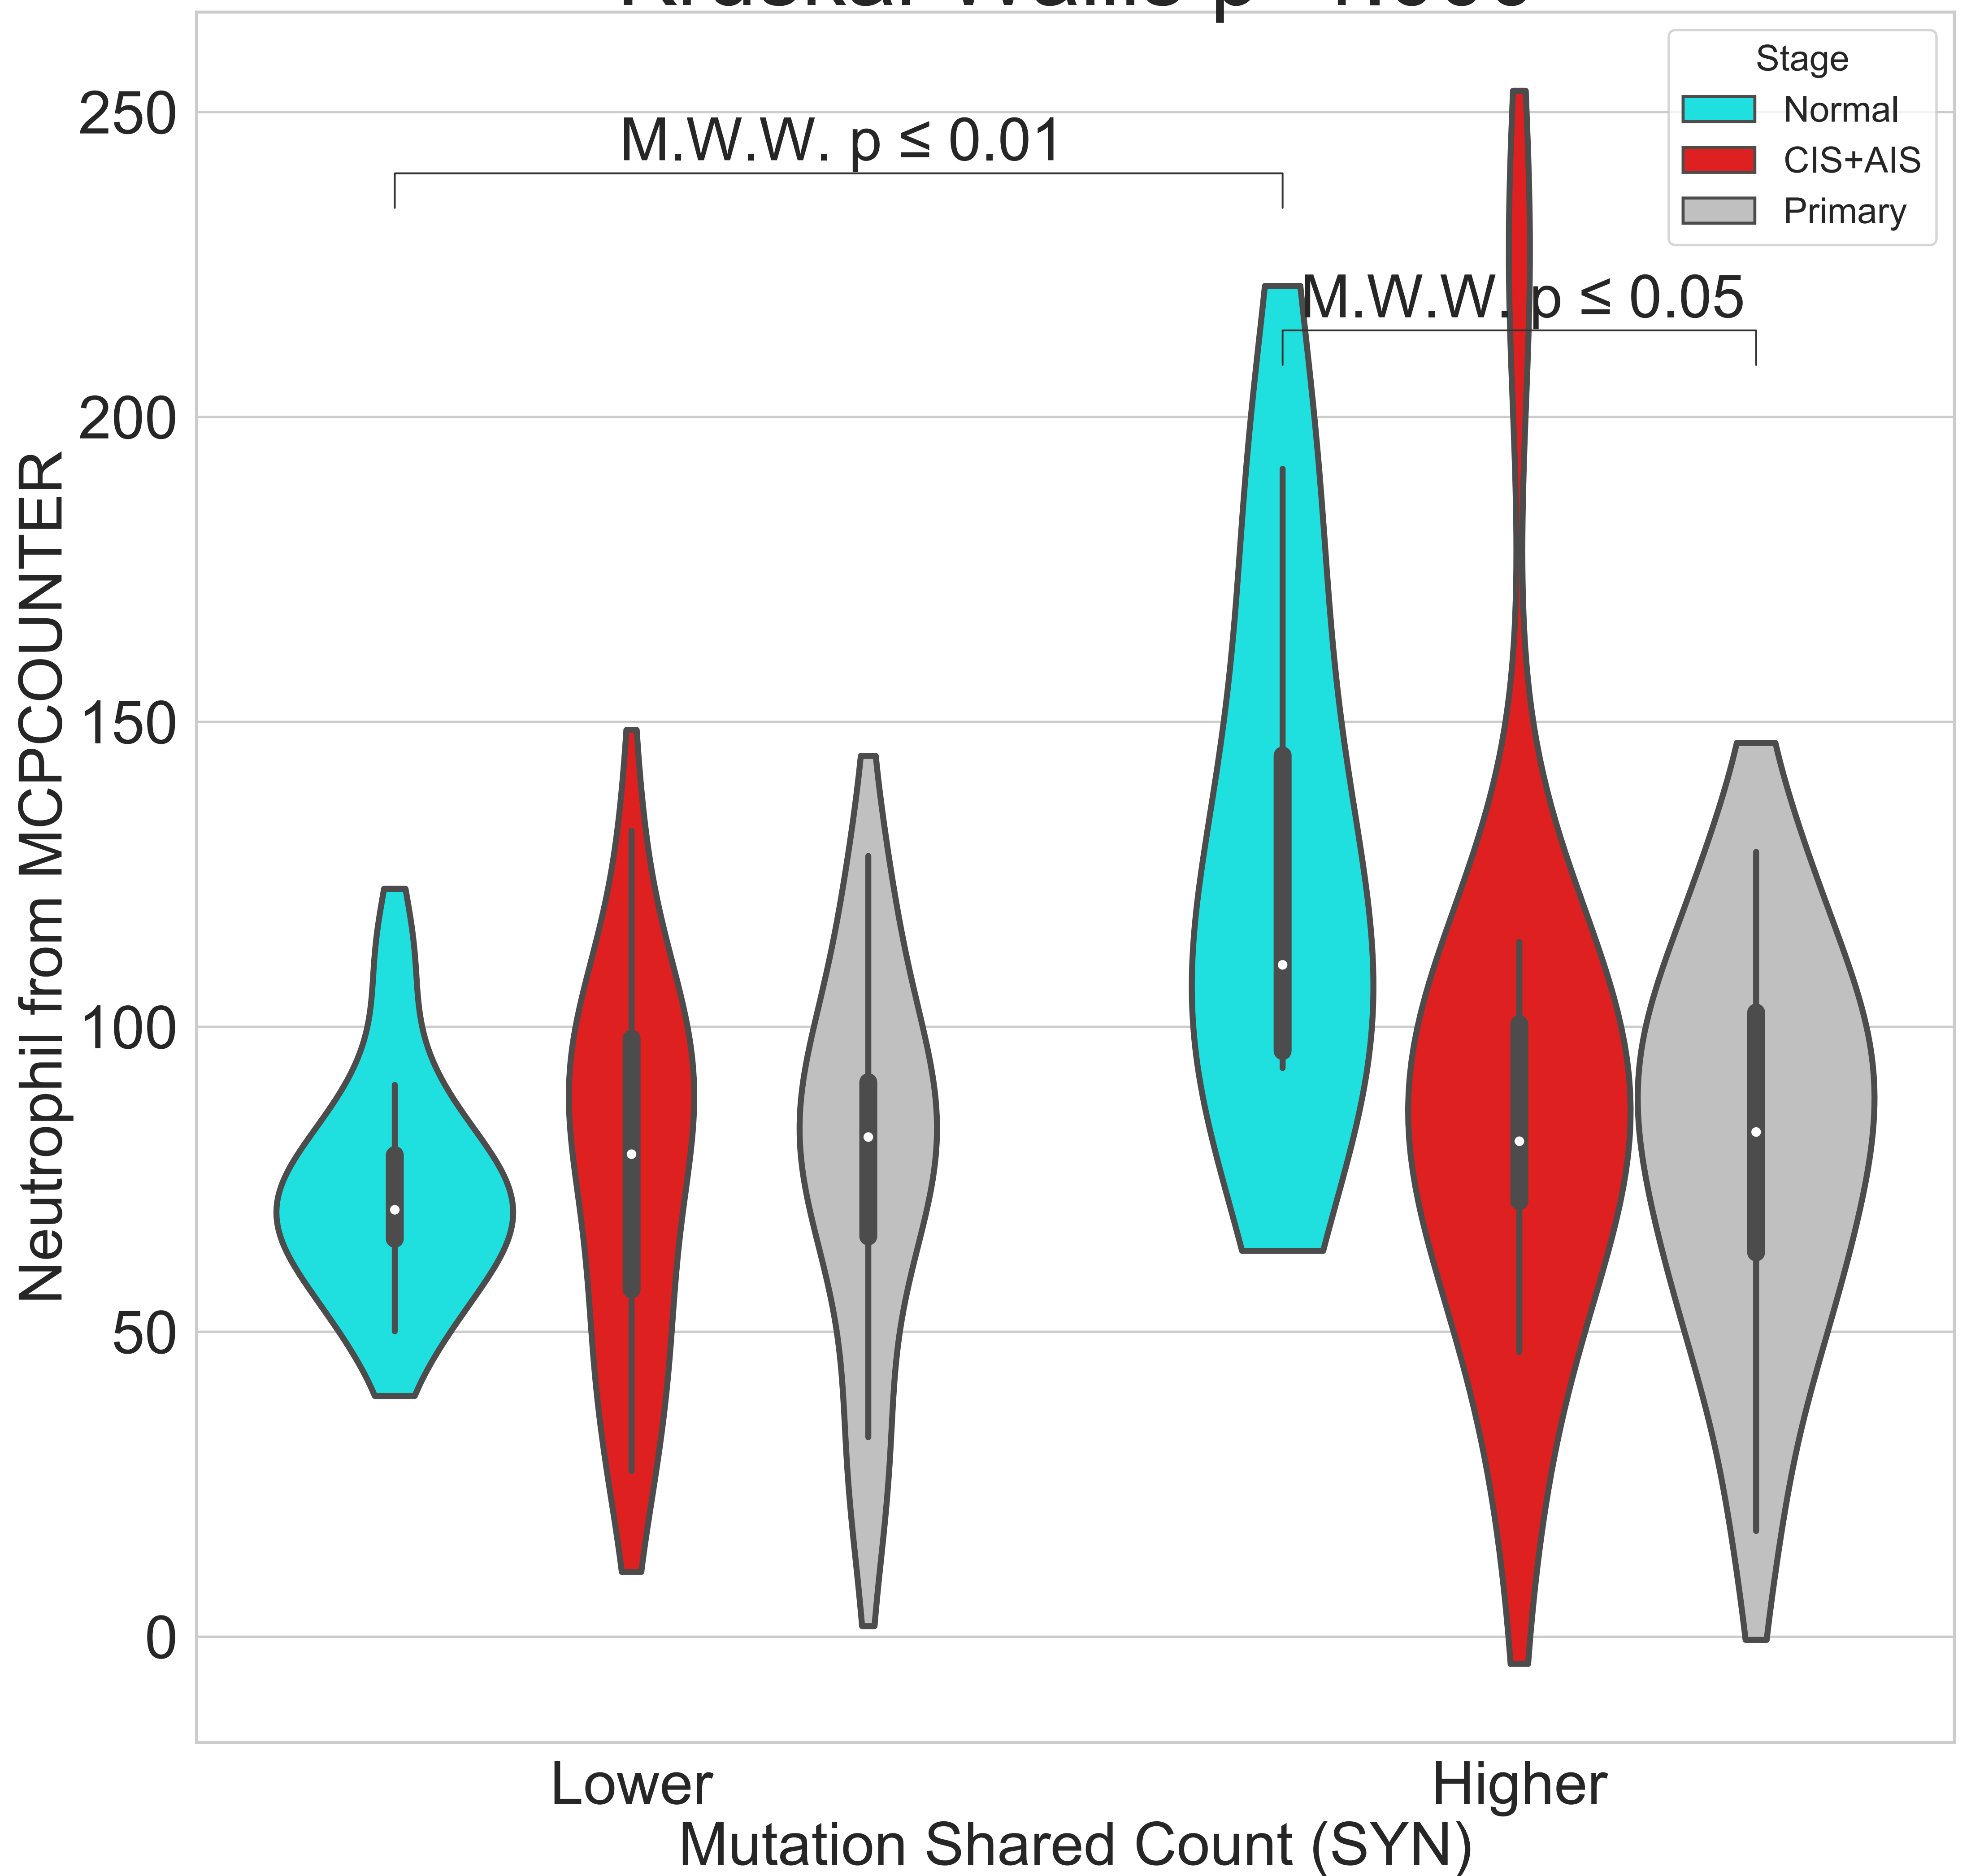 Stage
Normal
CIS+AIS
Primary
M.W.W. p ≤ 0.01
M.W.W. p ≤ 0.05
250
200
150
100
50
0
Neutrophil from MCPCOUNTER
Lower
Higher
Mutation Shared Count (SYN)